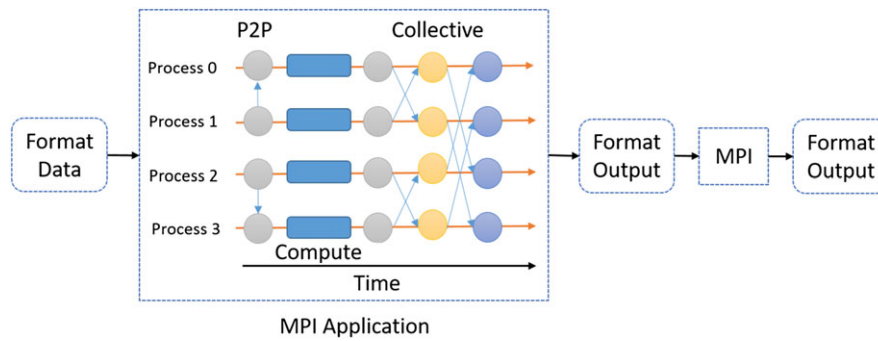 P2P
Collective
Process 0
Process 1
Process 2
Process 3
Format
Data
Compute
Time
MPI Application
Format
Output
MPI
Format
Output